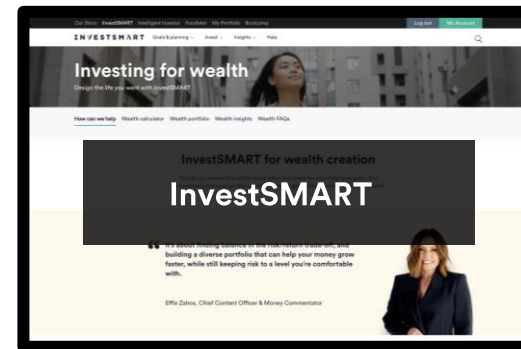 Our Story InvestSMART Intelligent Investor Fundlater My Portfolio Bootcamp Log out My Account
INVESTSMART Goals & planning Invest Insights Help
Investing for wealth
Design the life you want with InvestSMART
How can we help Wealth calculator Wealth portfolio Wealth insights Wealth FAQs
InvestSMART for wealth creation
InvestSMART
It's about finding balance in the risk/return trade-off, and
building a diverse portfolio that can help your money grow
faster, while still keeping risk to a level you're comfortable
with.
Effie Zahos, Chief Content Officer & Money Commentator